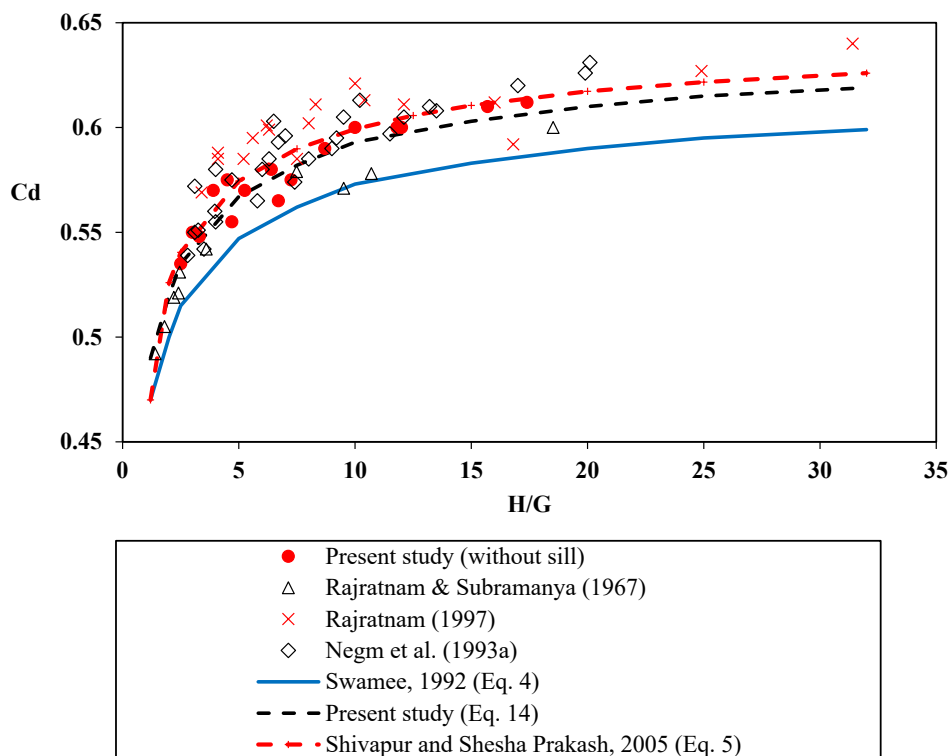 0.65
Cd
0.6
0.55
0.5
0.45
0 5 10 15 20 25 30 35
H/G
Present study (without sill)
Rajratnam & Subramanya (1967)
Rajratnam (1997)
Negm et al. (1993a)
Swamee, 1992 (Eq. 4)
Present study (Eq. 14)
Shivapur and Shesha Prakash, 2005 (Eq. 5)